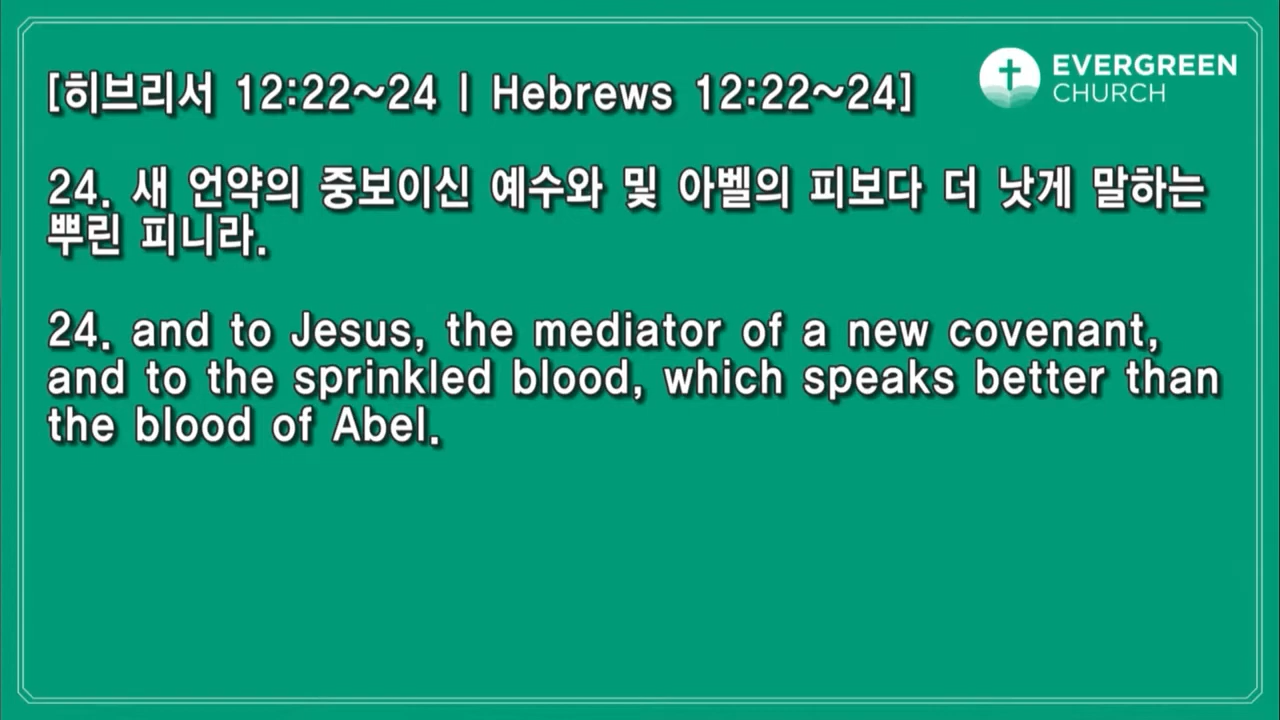 [히브리서 12:22~24 | Hebrews 12:22~24]
EVERGREEN
CHURCH
24. 새 언약의 중보이신 예수와 및 아벨의 피보다 더 낫게 말하는
뿌린 피니라.
24. and to Jesus, the mediator of a new covenant,
and to the sprinkled blood, which speaks better than
the blood of Abel.